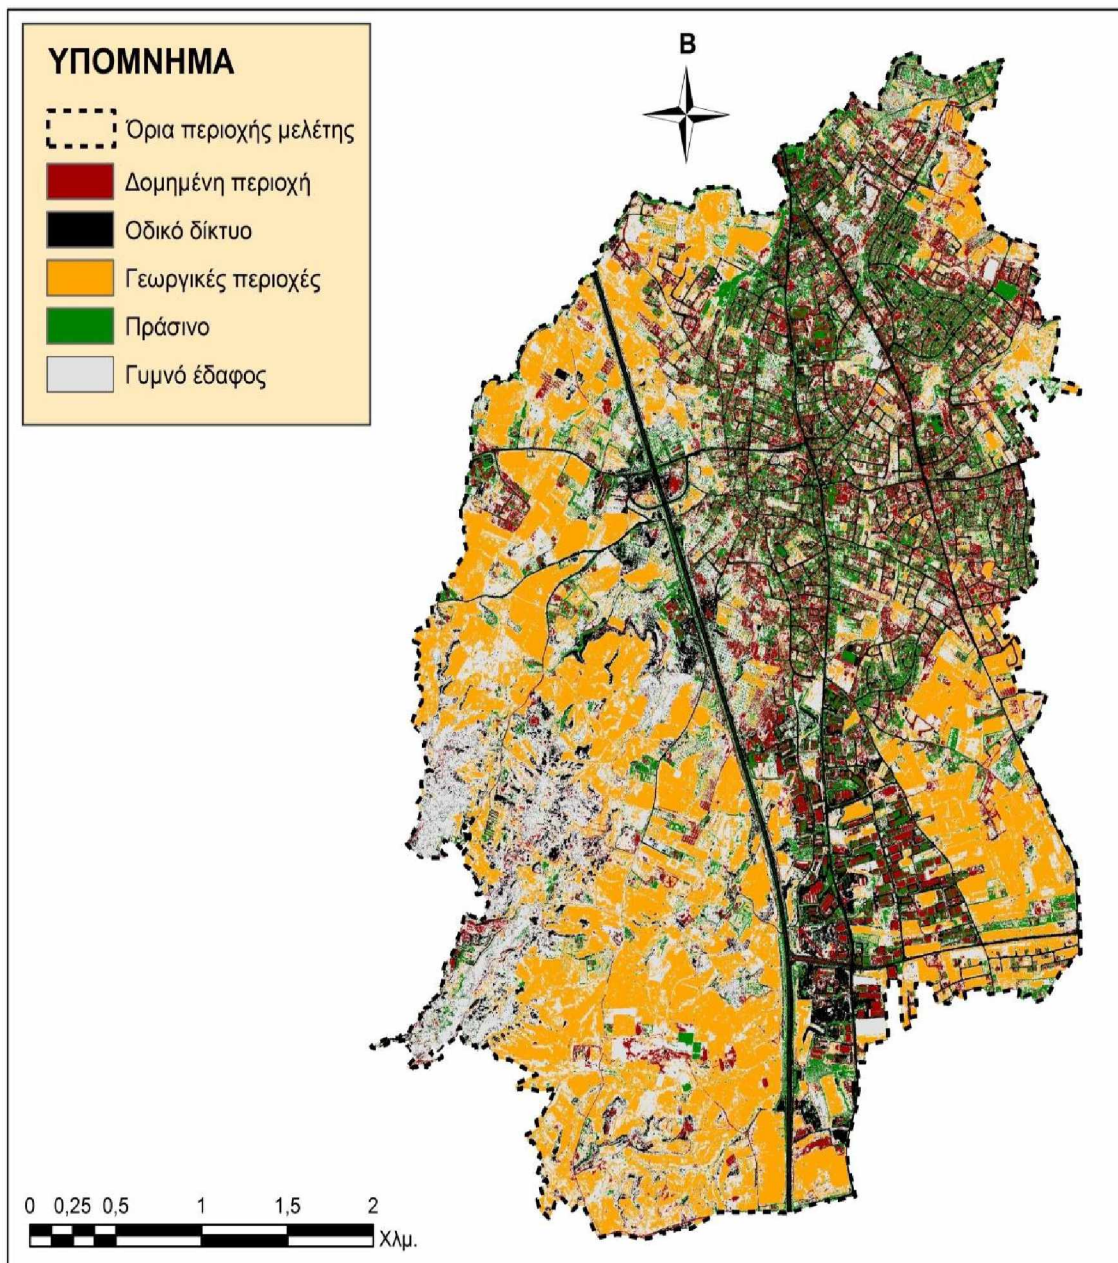 ΥΠΟΜΝΗΜΑ
Όρια περιοχής μελέτης
Δομημένη περιοχή
Οδικό δίκτυο
Γεωργικές περιοχές
Πράσινο
Γυμνό έδαφος
Β
0 0,25 0,5 1 1,5 2
Χλμ.